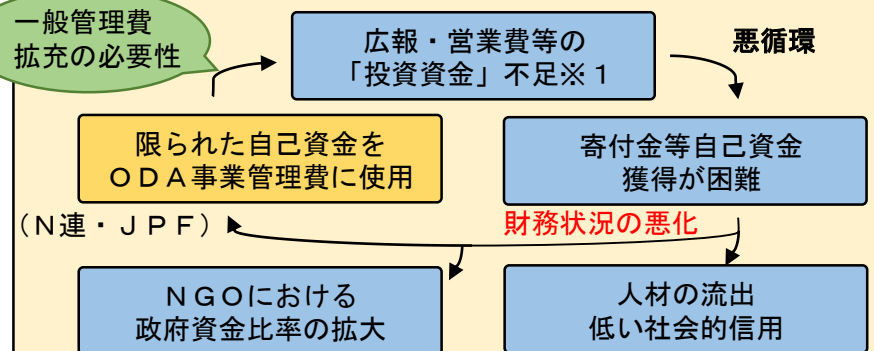 一般管理費
拡充の必要性
広報・営業費等の
「投資資金」不足※１
悪循環
限られた自己資金を
ＯＤＡ事業管理費に使用
寄付金等自己資金
獲得が困難
（Ｎ連・ＪＰＦ）
財務状況の悪化
ＮＧＯにおける
政府資金比率の拡大
人材の流出
低い社会的信用